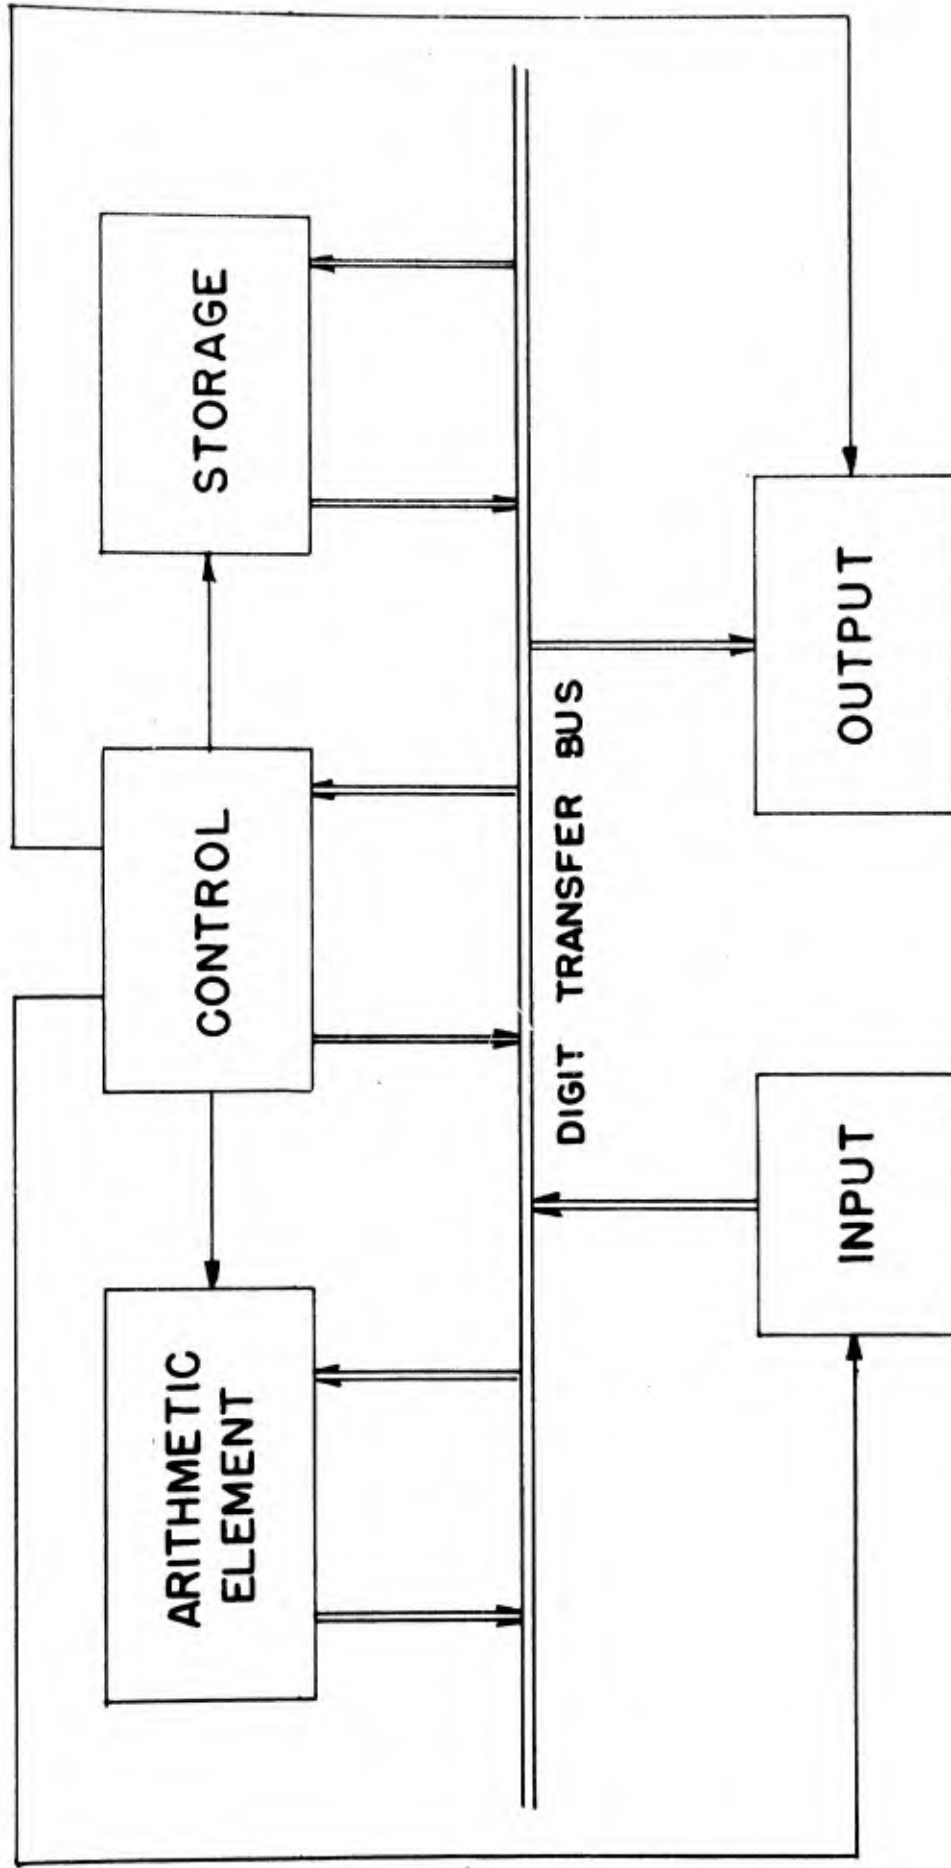 ARITHMETIC
ELEMENT
CONTROL
STORAGE
DIGIT TRANSFER BUS
INPUT
OUTPUT